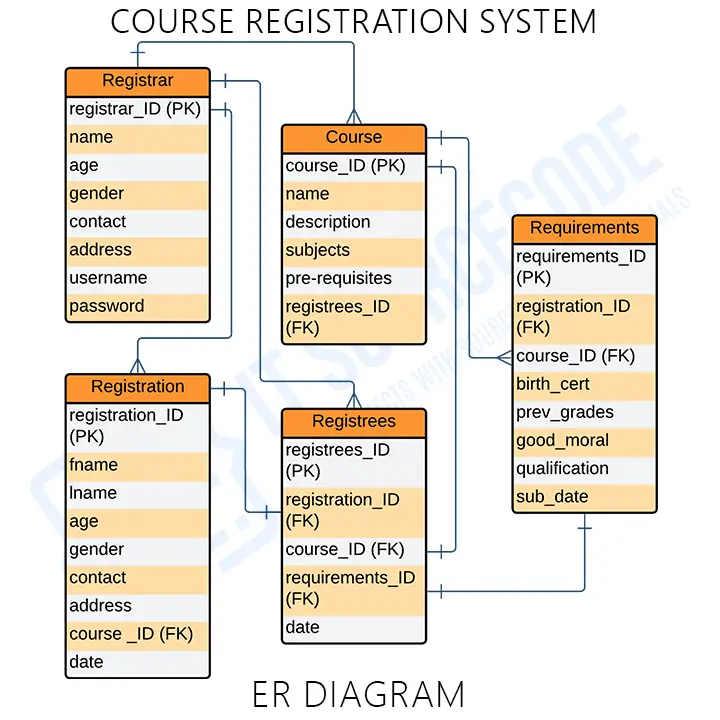 COURSE REGISTRATION SYSTEM
Registrar
registrar_ID (PK)
name
age
gender
contact
address
username
password
Course
course_ID (PK)
name
description
subjects
pre-requisites
registrees_ID
(FK)
Requirements
requirements_ID
(PK)
registration_ID
(FK)
course_ID (FK)
birth_cert
prev_grades
good_moral
qualification
sub_date
Registration
registration_ID
(PK)
fname
lname
age
gender
contact
address
course _ID (FK)
date
Registrees
registrees_ID
(PK)
registration_ID
(FK)
course_ID (FK)
requirements_ID
(FK)
date
ER DIAGRAM